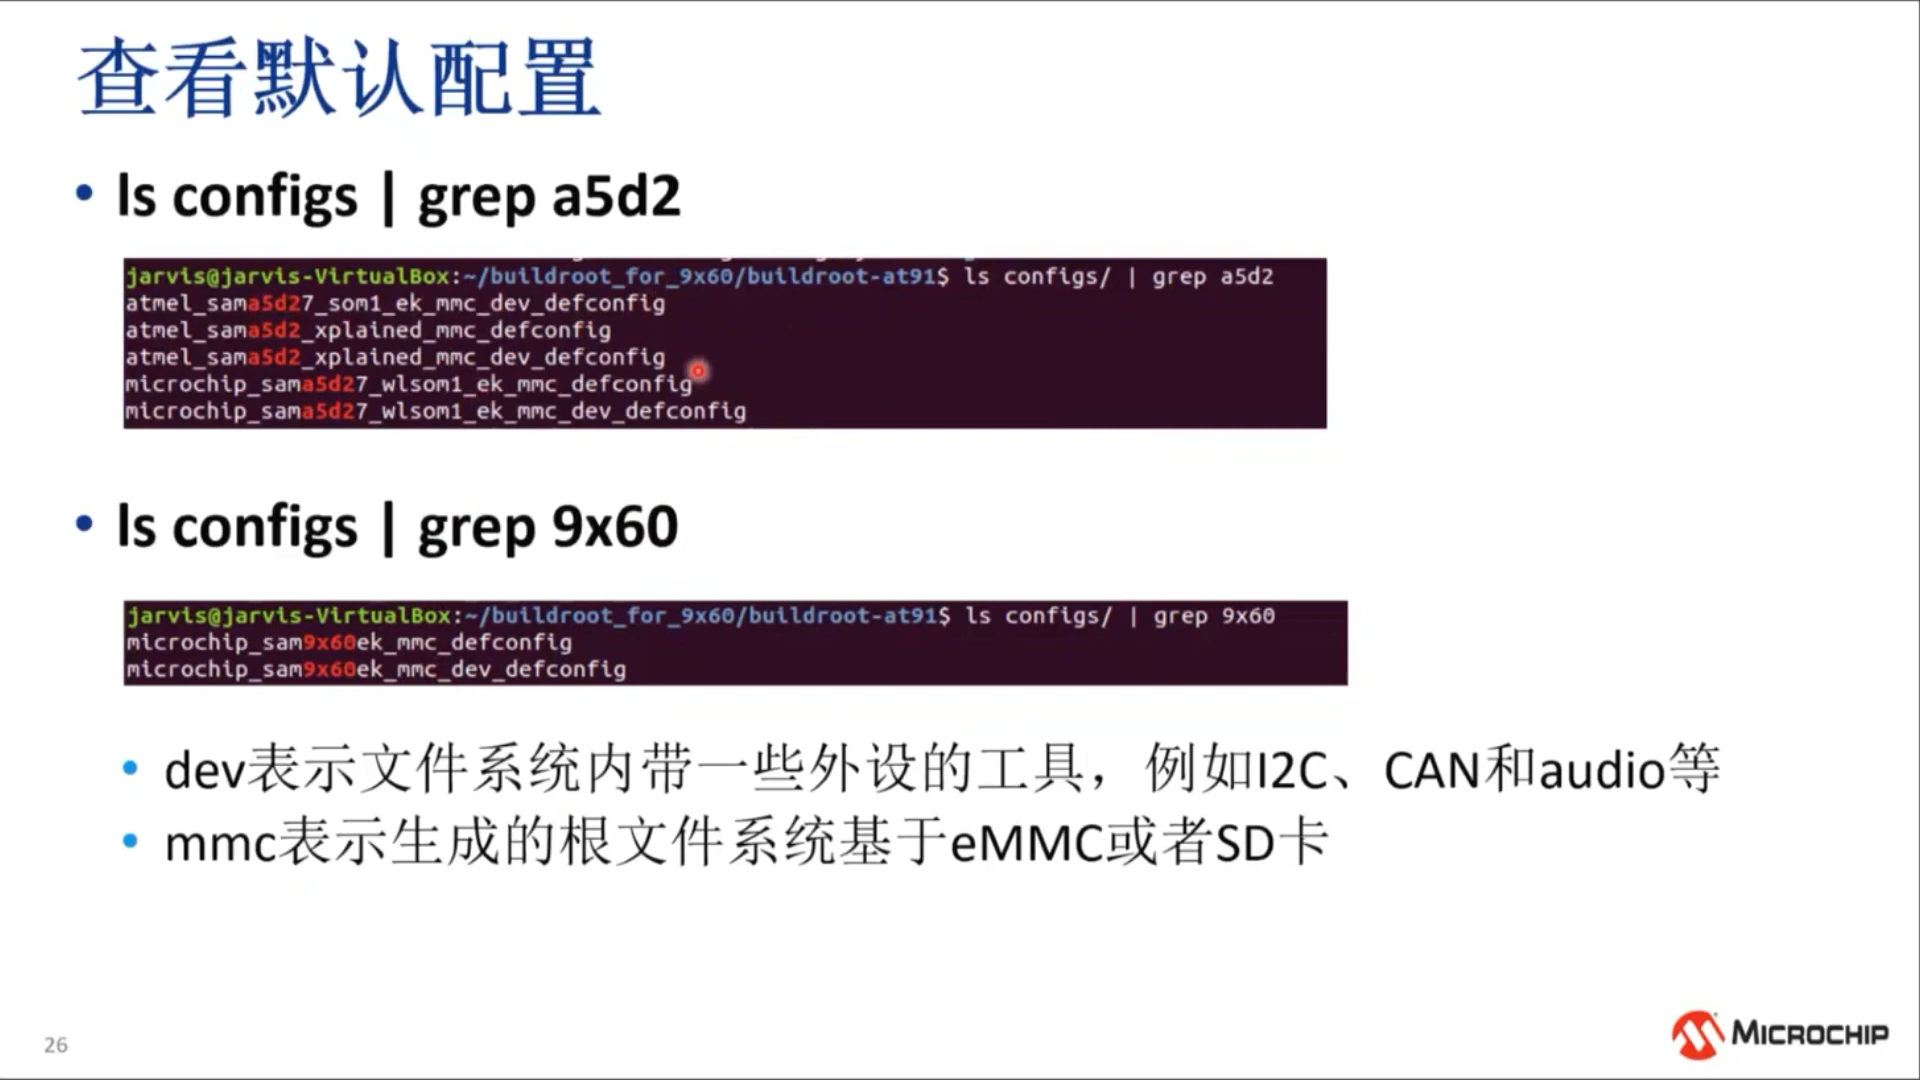 查看默认配置
• ls configs | grep a5d2
jarvis@jarvis-VirtualBox:~/buildroot_for_9x60/buildroot-at91$ ls configs/ | grep a5d2
atmel_sama5d27_som1_ek_mmc_dev_defconfig
atmel_sama5d2_xplained_mmc_defconfig
atmel_sama5d2_xplained_mmc_dev_defconfig
microchip_sama5d27_wlsom1_ek_mmc_defconfig
microchip_sama5d27_wlsom1_ek_mmc_dev_defconfig
• ls configs | grep 9x60
jarvis@jarvis-VirtualBox:~/buildroot_for_9x60/buildroot-at91$ ls configs/ | grep 9x60
microchip_sam9x60ek_mmc_defconfig
microchip_sam9x60ek_mmc_dev_defconfig
• dev表示文件系统内带一些外设的工具，例如I2C、CAN和audio等
• mmc表示生成的根文件系统基于eMMC或者SD卡
26
MICROCHIP